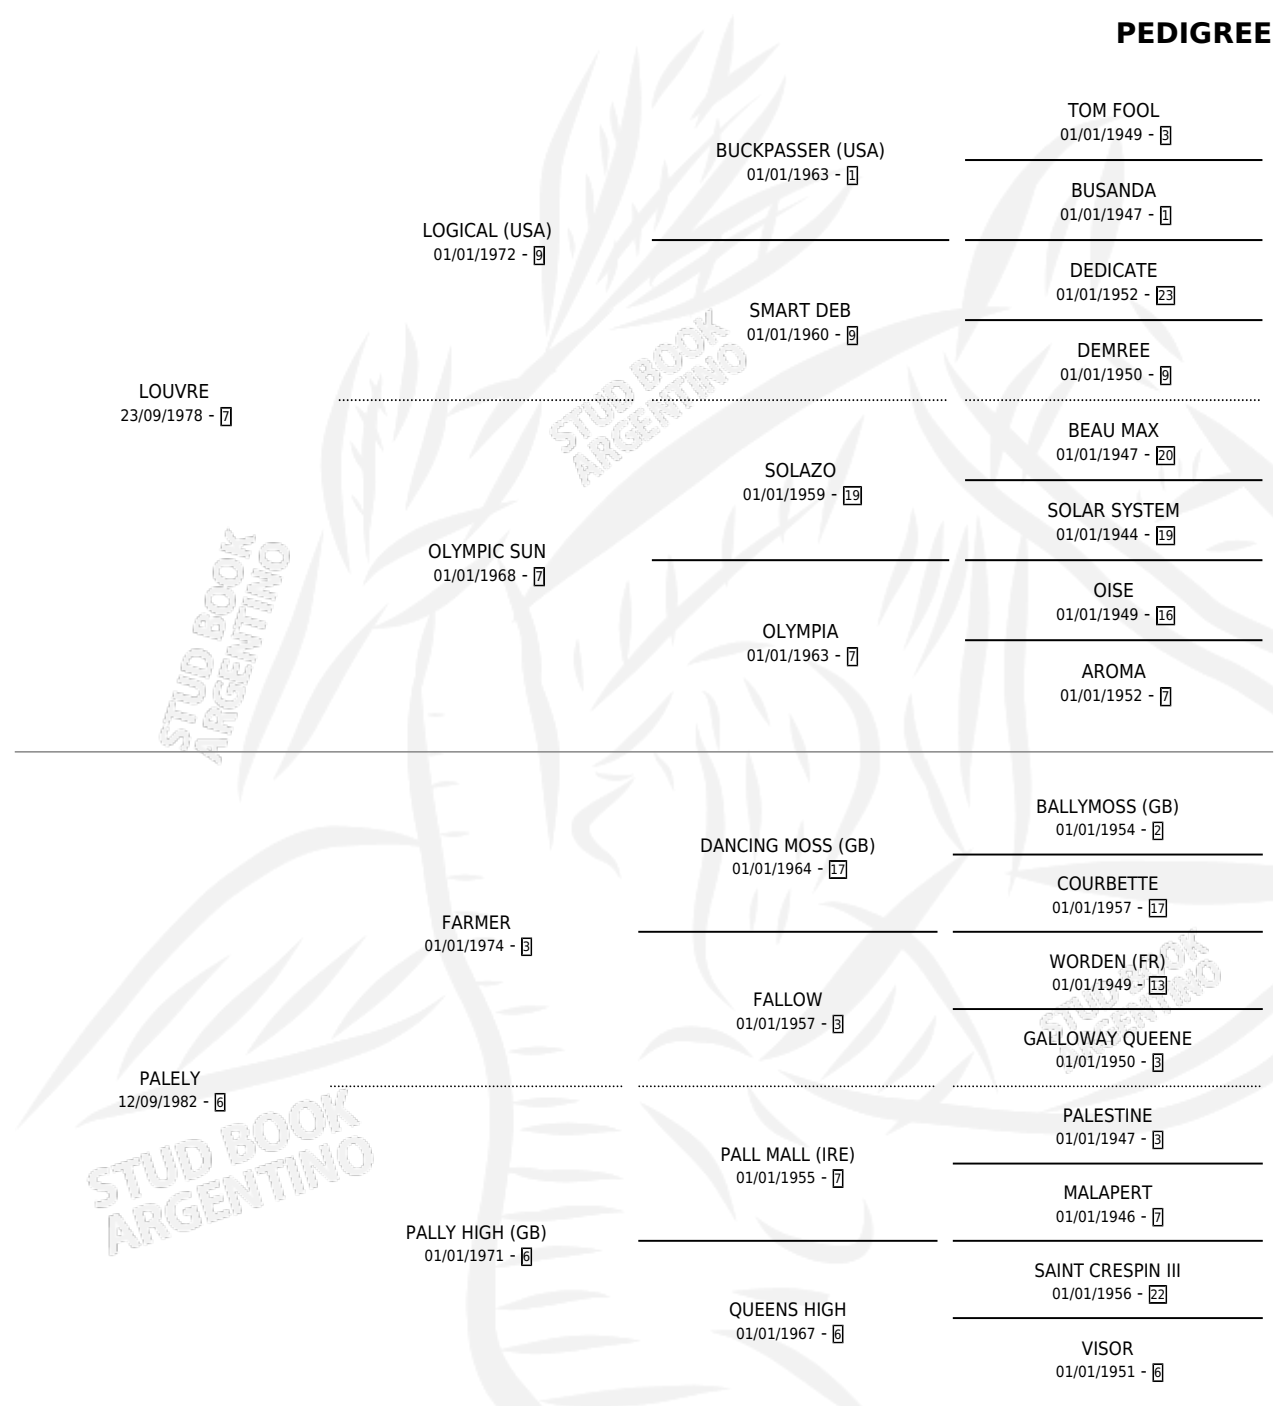 PEDIGREE
TOM FOOL
01/01/1949 - 3
BUCKPASSER (USA)
01/01/1963 - 1
BUSANDA
01/01/1947 - 1
LOGICAL (USA)
01/01/1972 - 9
DEDICATE
01/01/1952 - 23
SMART DEB
01/01/1960 - 9
DEMREE
01/01/1950 - 9
LOUVRE
23/09/1978 - 7
BEAU MAX
01/01/1947 - 20
SOLAZO
01/01/1959 - 19
SOLAR SYSTEM
01/01/1944 - 19
OLYMPIC SUN
01/01/1968 - 7
OISE
01/01/1949 - 16
OLYMPIA
01/01/1963 - 7
AROMA
01/01/1952 - 7
STUD BOOK
ARGENTINO
STUD BOOK
ARGENTINO
BALLYMOSS (GB)
01/01/1954 - 2
DANCING MOSS (GB)
01/01/1964 - 17
COURBETTE
01/01/1957 - 17
FARMER
01/01/1974 - 3
WORDEN (FR)
01/01/1949 - 13
FALLOW
01/01/1957 - 3
GALLOWAY QUEENE
01/01/1950 - 3
PALELY
12/09/1982 - 6
PALESTINE
01/01/1947 - 3
PALL MALL (IRE)
01/01/1955 - 7
MALAPERT
01/01/1946 - 7
PALLY HIGH (GB)
01/01/1971 - 6
SAINT CRESPIN III
01/01/1956 - 22
QUEENS HIGH
01/01/1967 - 6
VISOR
01/01/1951 - 6
STUD BOOK
ARGENTINO
STUD BOOK
ARGENTINO